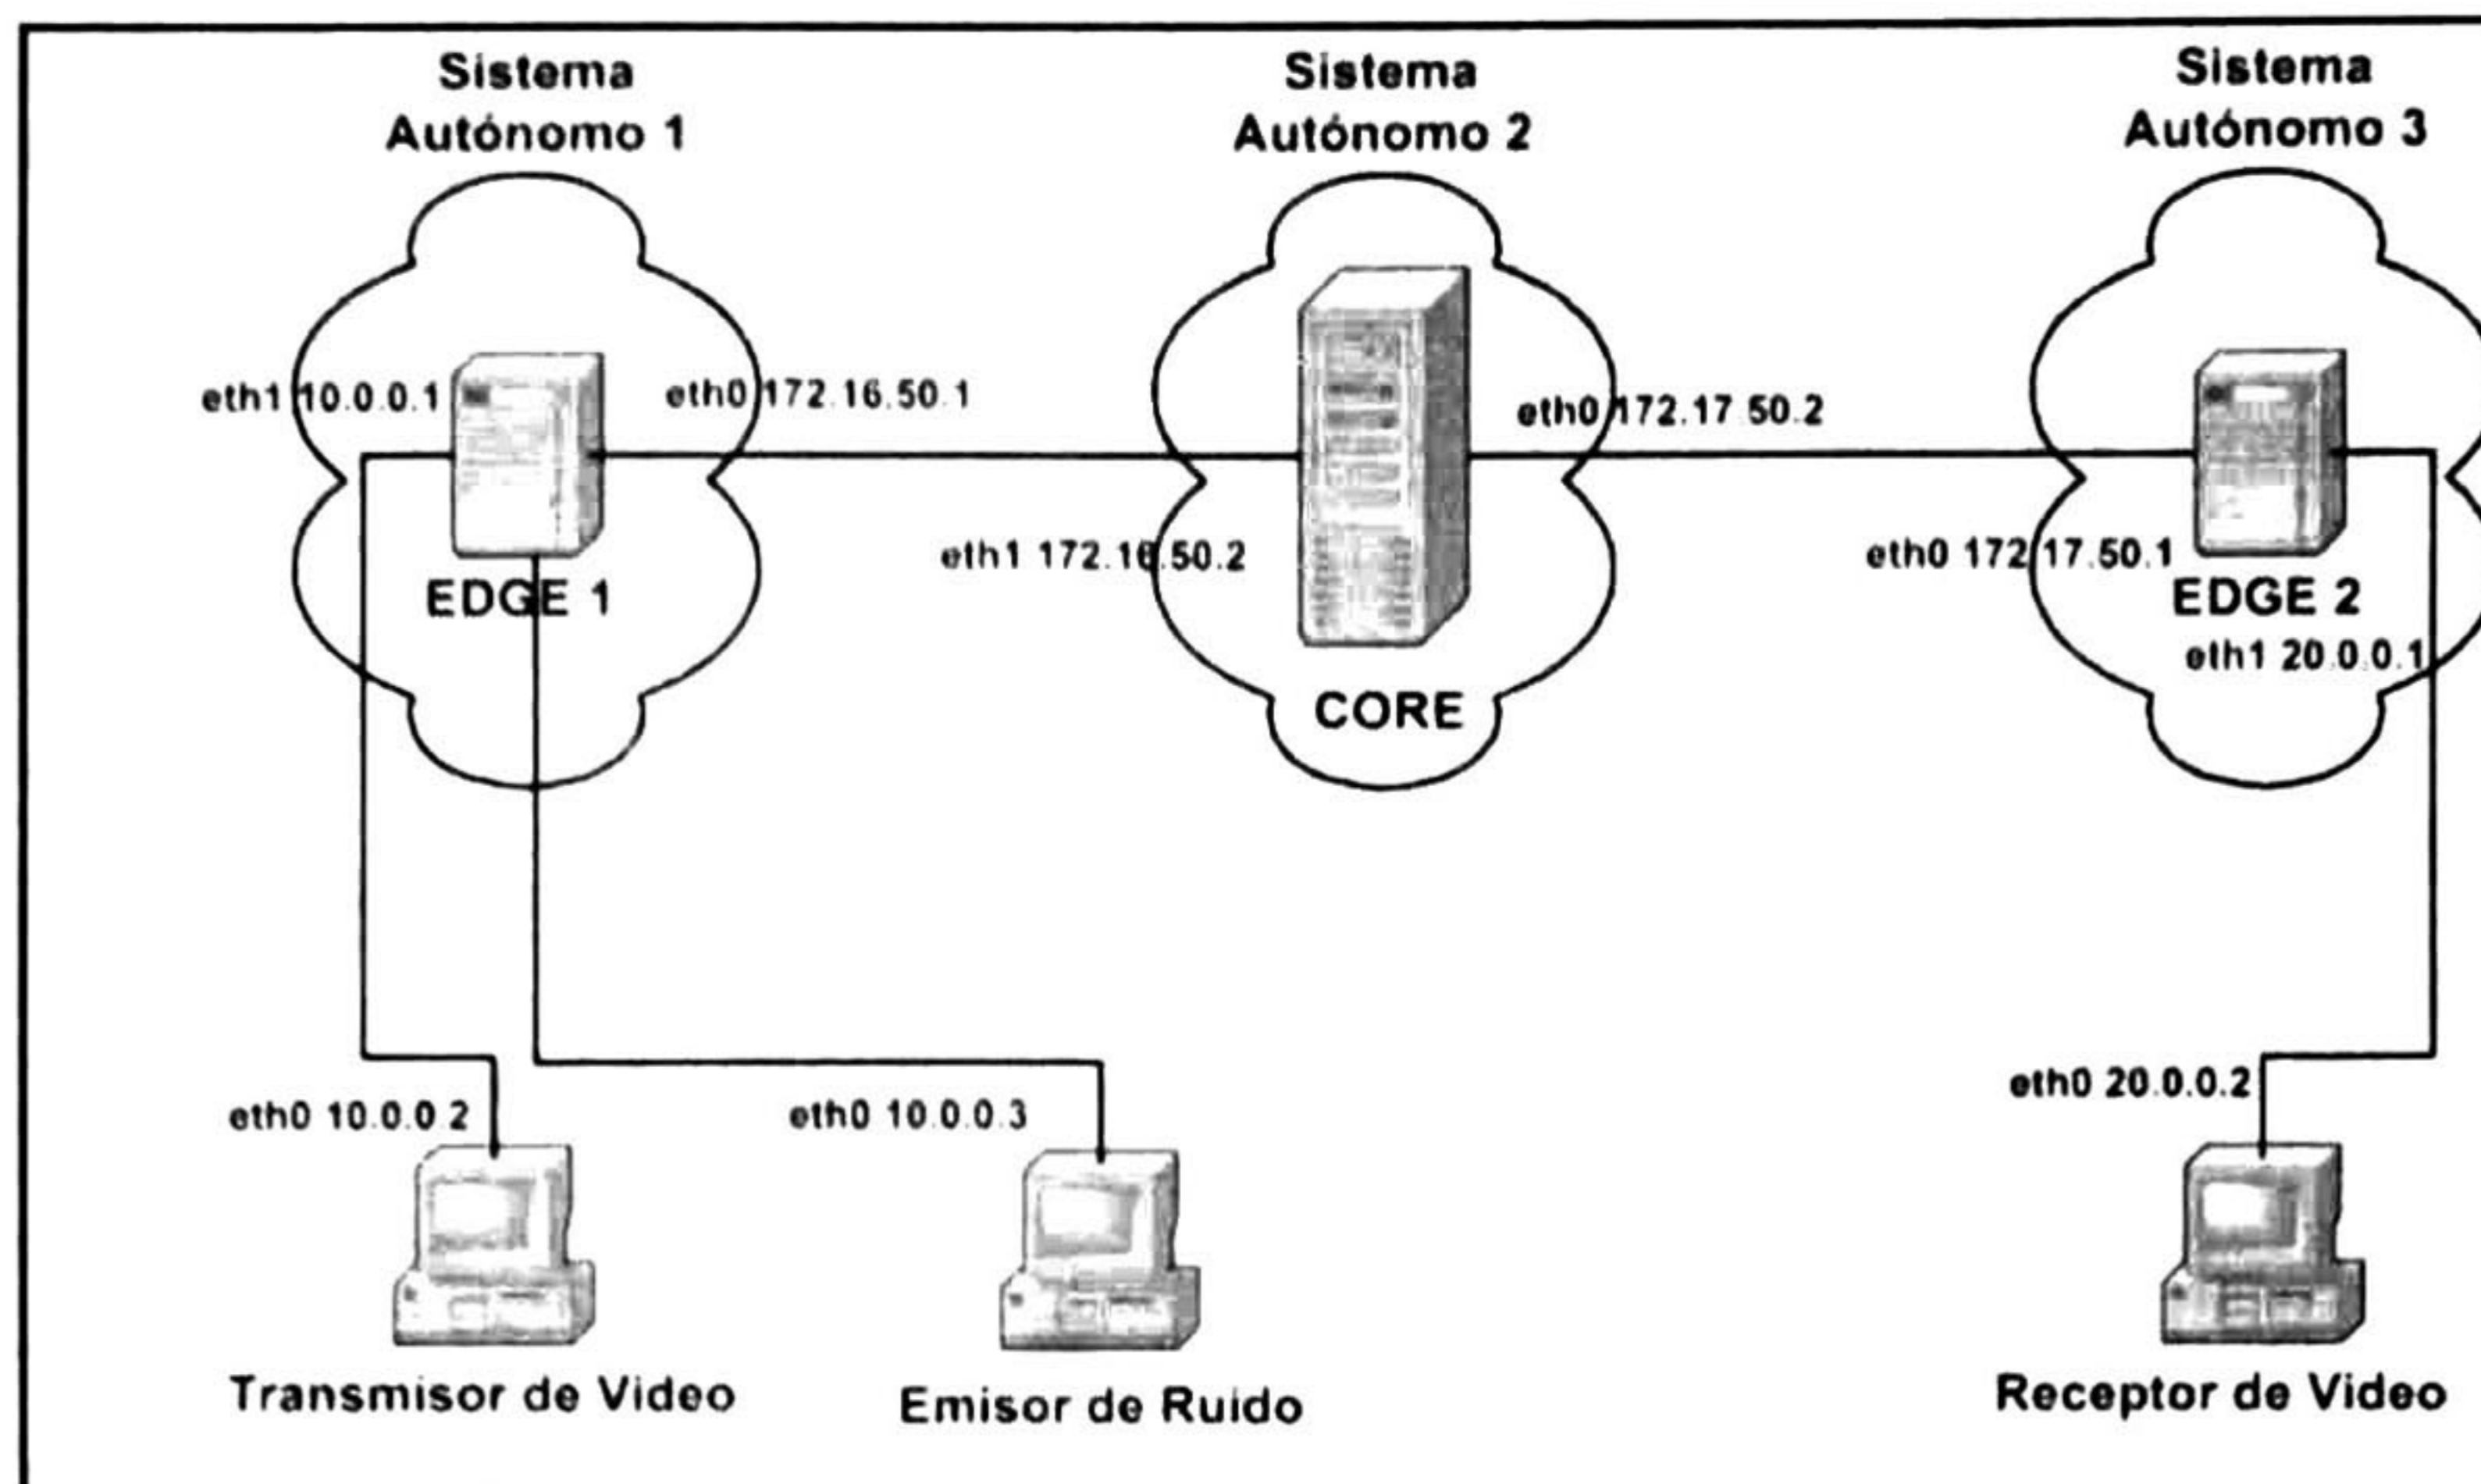 Sistema
Autónomo 1
Sistema
Autónomo 2
Sistema
Autónomo 3
eth1 10.0.0.1
eth0 172.16.50.1
eth0 172.17 50.2
eth1 172.16.50.2
eth0 172.17.50.1
EDGE 1
EDGE 2
eth1 20.0.0.1
CORE
eth0 10.0.0.2
eth0 10.0.0.3
eth0 20.0.0.2
Transmisor de Video
Emisor de Ruido
Receptor de Video